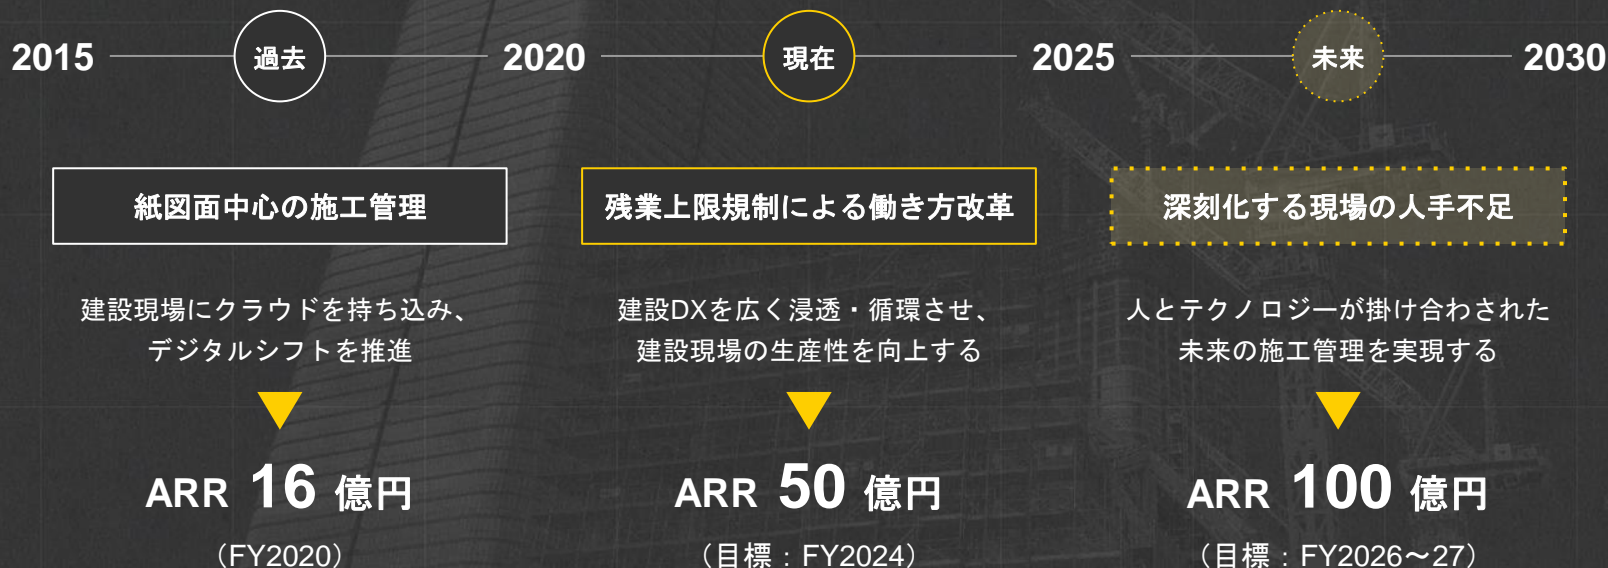 2015 過去 2020 現在 2025 未来 2030
紙図面中心の施工管理
建設現場にクラウドを持ち込み、
デジタルシフトを推進
ARR 16 億円
（FY2020）
残業上限規制による働き方改革
建設DXを広く浸透・循環させ、
建設現場の生産性を向上する
ARR 50 億円
（目標：FY2024）
深刻化する現場の人手不足
人とテクノロジーが掛け合わされた
未来の施工管理を実現する
ARR 100 億円
（目標：FY2026〜27）